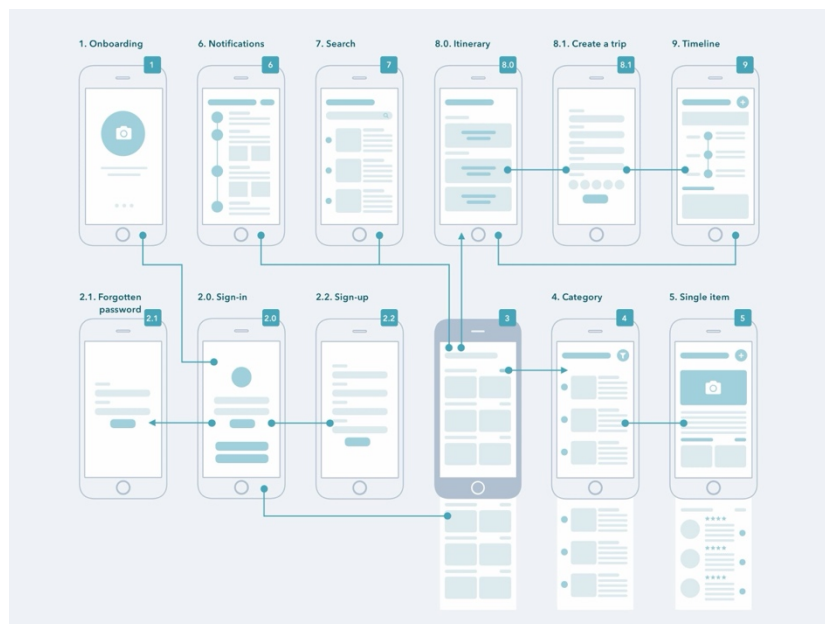 1. Onboarding
6. Notifications
7. Search
8.0. Itinerary
8.1. Create a trip
9. Timeline
1
6
7
8.0
8.1
9
2.1. Forgotten
password
2.0. Sign-in
2.2. Sign-up
4. Category
5. Single item
2.1
2.0
2.2
3
4
5